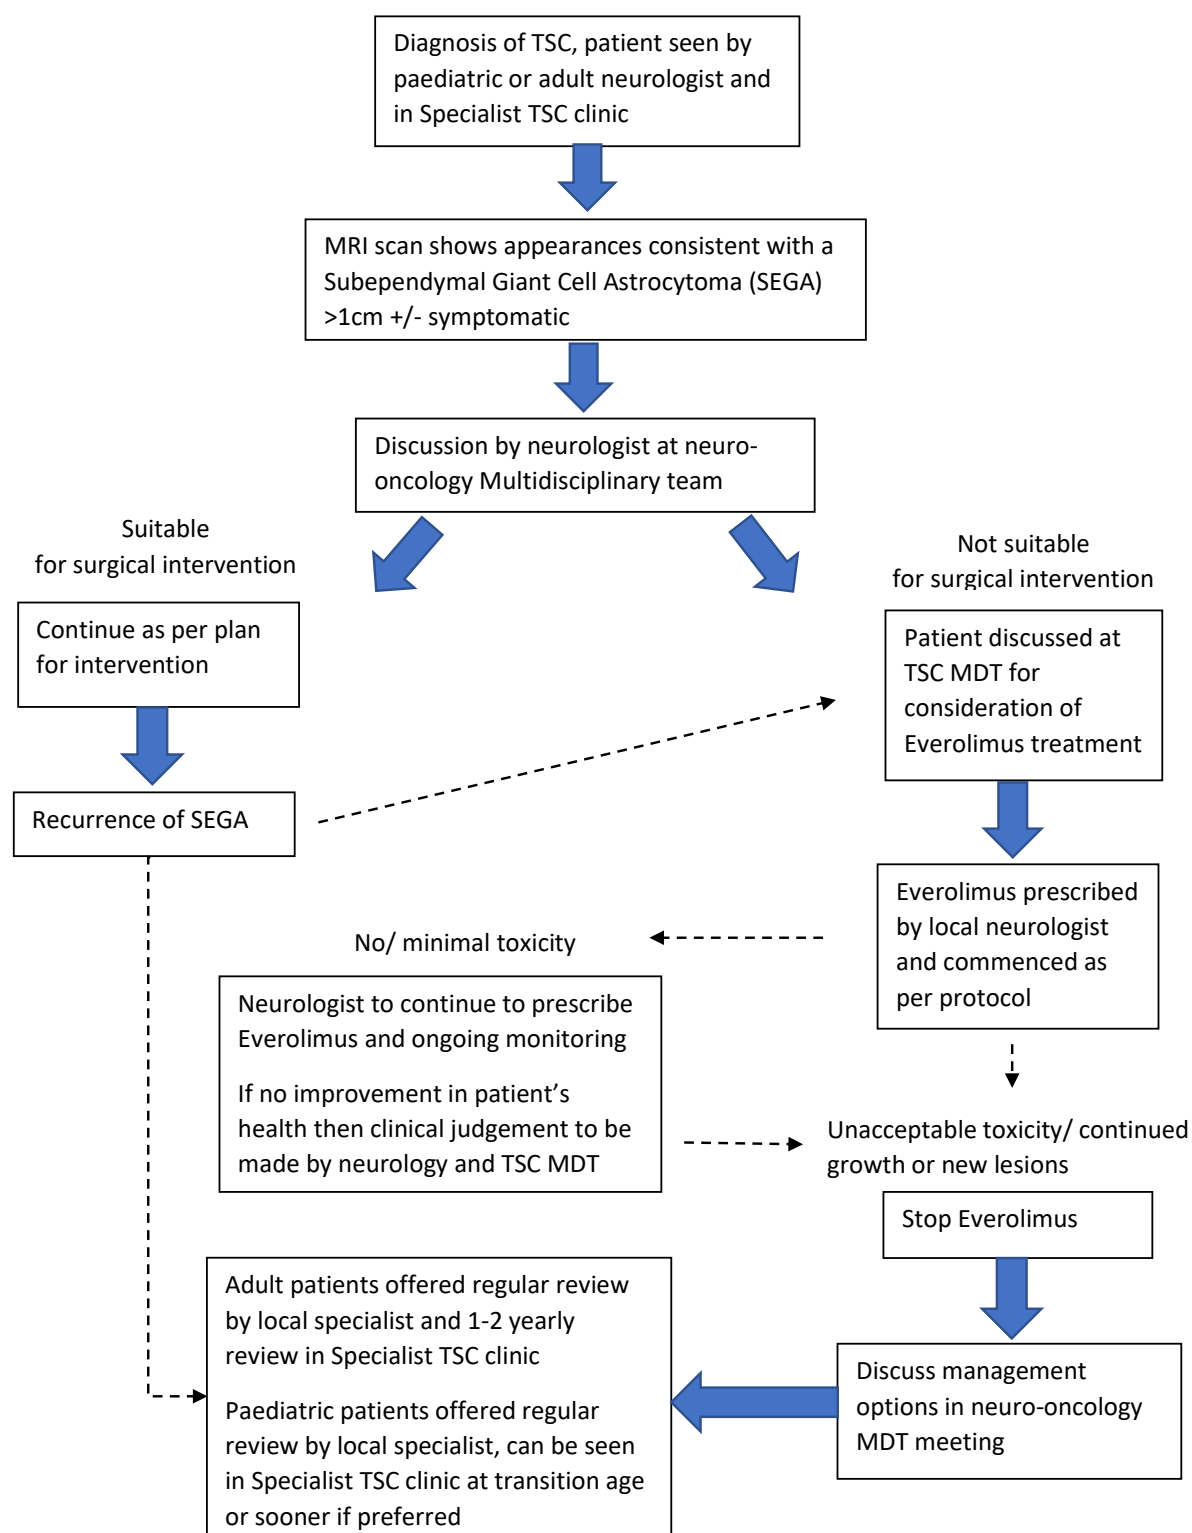 Diagnosis of TSC, patient seen by
paediatric or adult neurologist and
in Specialist TSC clinic
MRI scan shows appearances consistent with a
Subependymal Giant Cell Astrocytoma (SEGA)
>1cm +/- symptomatic
Discussion by neurologist at neuro-
oncology Multidisciplinary team
Suitable
for surgical intervention
Not suitable
for surgical intervention
Continue as per plan
for intervention
Patient discussed at
TSC MDT for
consideration of
Everolimus treatment
Recurrence of SEGA
Everolimus prescribed
by local neurologist
and commenced as
per protocol
No/ minimal toxicity
Neurologist to continue to prescribe
Everolimus and ongoing monitoring
If no improvement in patient’s
health then clinical judgement to be
made by neurology and TSC MDT
Unacceptable toxicity/ continued
growth or new lesions
Stop Everolimus
Adult patients offered regular review
by local specialist and 1-2 yearly
review in Specialist TSC clinic
Paediatric patients offered regular
review by local specialist, can be seen
in Specialist TSC clinic at transition age
or sooner if preferred
Discuss management
options in neuro-oncology
MDT meeting